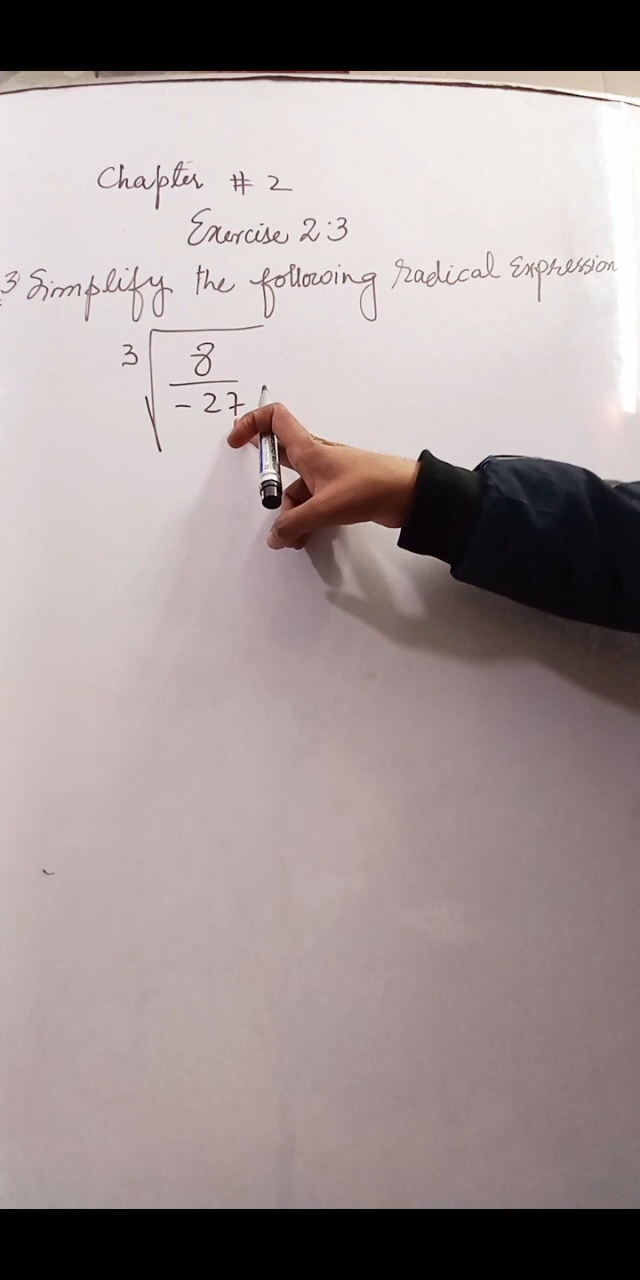 Chapter # 2
Exercise 2.3
3 Simplify the following radical Expression
3√(8/-27)